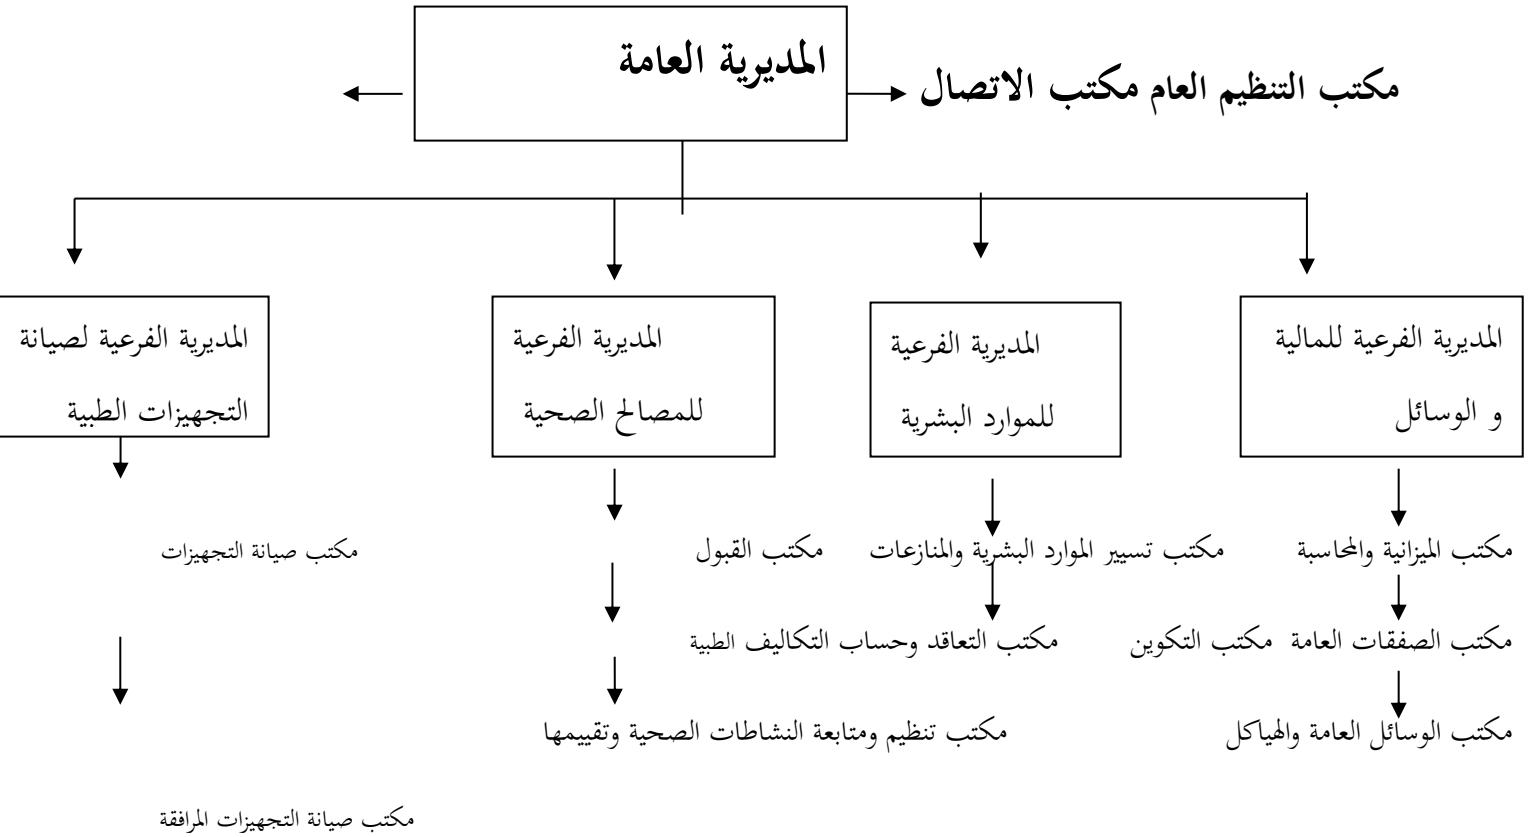 المديرية العامة
مكتب التنظيم العام مكتب الاتصال
المديرية الفرعية للمالية
و الوسائل
المديرية الفرعية
للموارد البشرية
المديرية الفرعية
للمصالح الصحية
المديرية الفرعية لصيانة
التجهيزات الطبية
مكتب الميزانية والمحاسبة
مكتب تسيير الموارد البشرية والمنازعات
مكتب القبول
مكتب صيانة التجهيزات
مكتب الصفقات العامة
مكتب التكوين
مكتب التعاقد وحساب التكاليف الطبية
مكتب الوسائل العامة والهياكل
مكتب تنظيم ومتابعة النشاطات الصحية وتقييمها
مكتب صيانة التجهيزات المرافقة